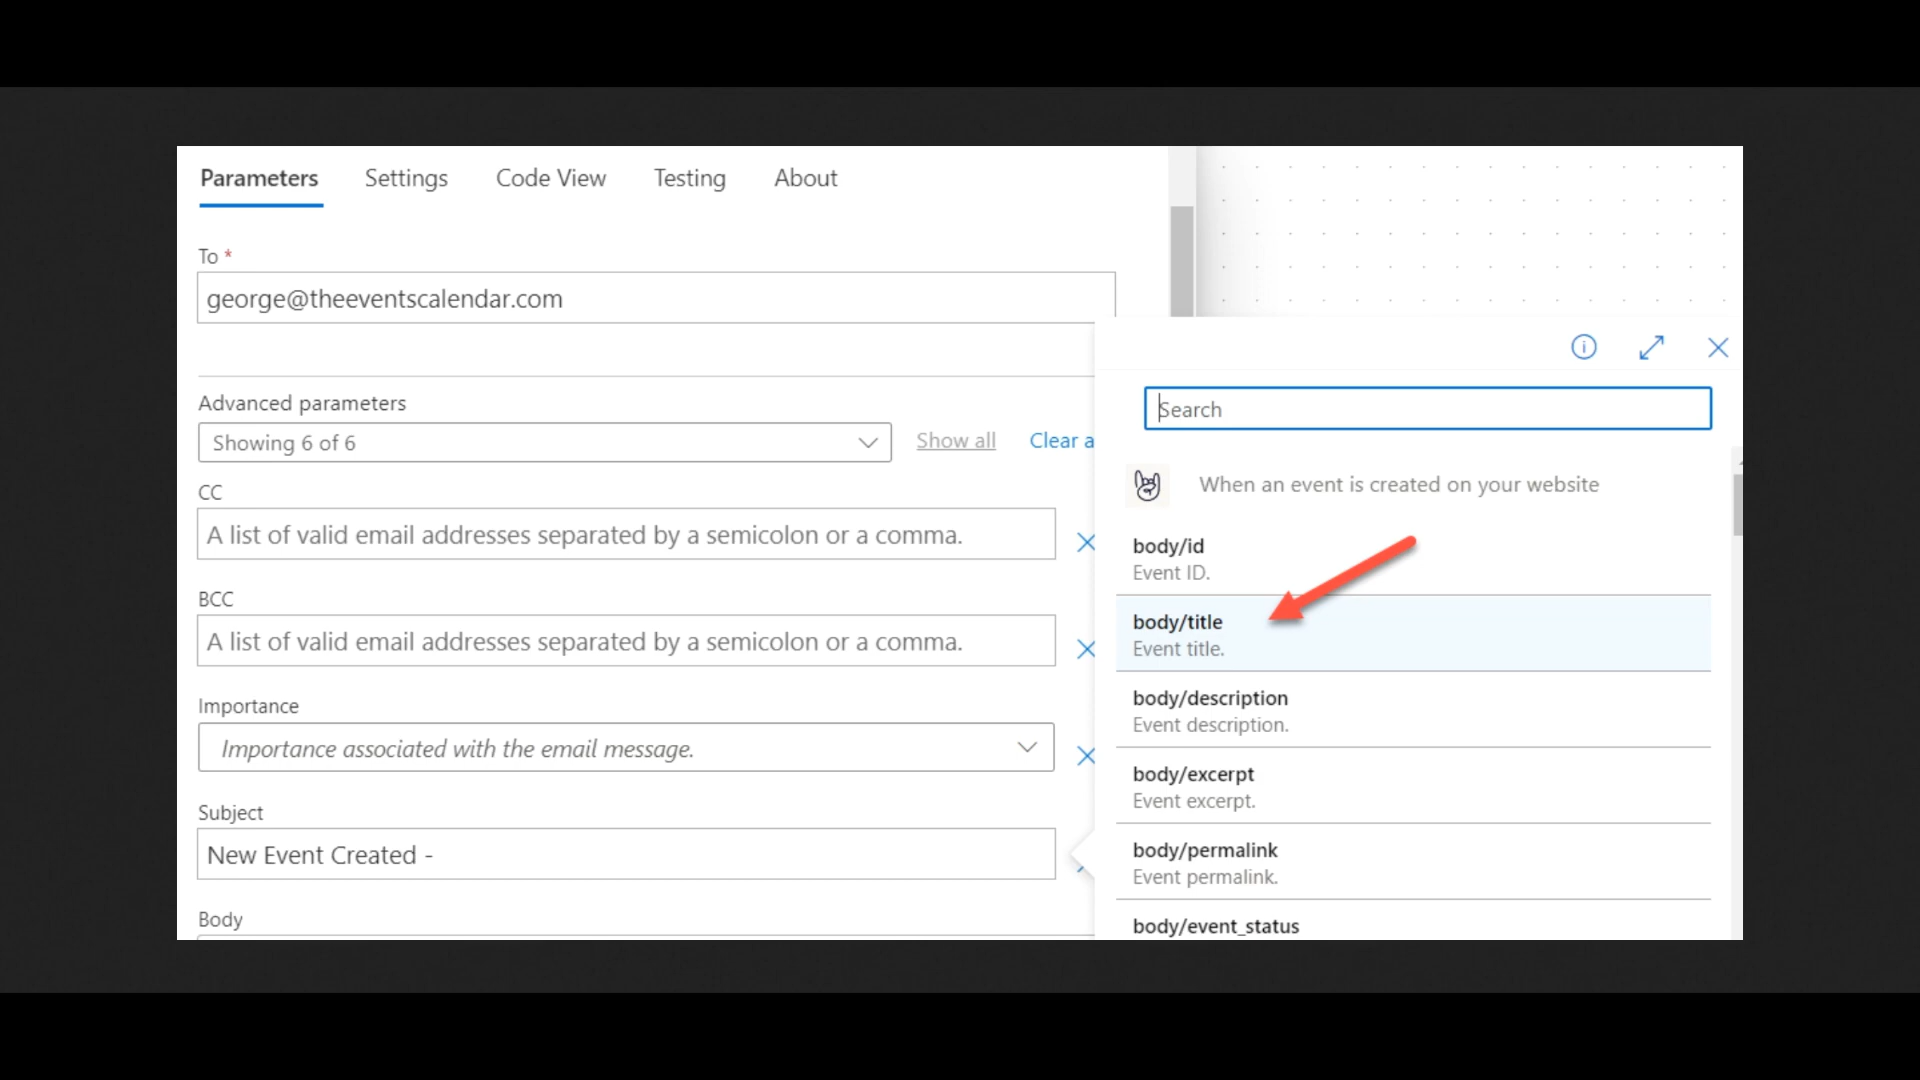 Parameters Settings Code View Testing About
To *
george@theeventscalendar.com
Advanced parameters
Showing 6 of 6 Show all Clear a
CC
A list of valid email addresses separated by a semicolon or a comma.
BCC
A list of valid email addresses separated by a semicolon or a comma.
Importance
Importance associated with the email message.
Subject
New Event Created -
Body
Search
When an event is created on your website
body/id
Event ID.
body/title
Event title.
body/description
Event description.
body/excerpt
Event excerpt.
body/permalink
Event permalink.
body/event_status